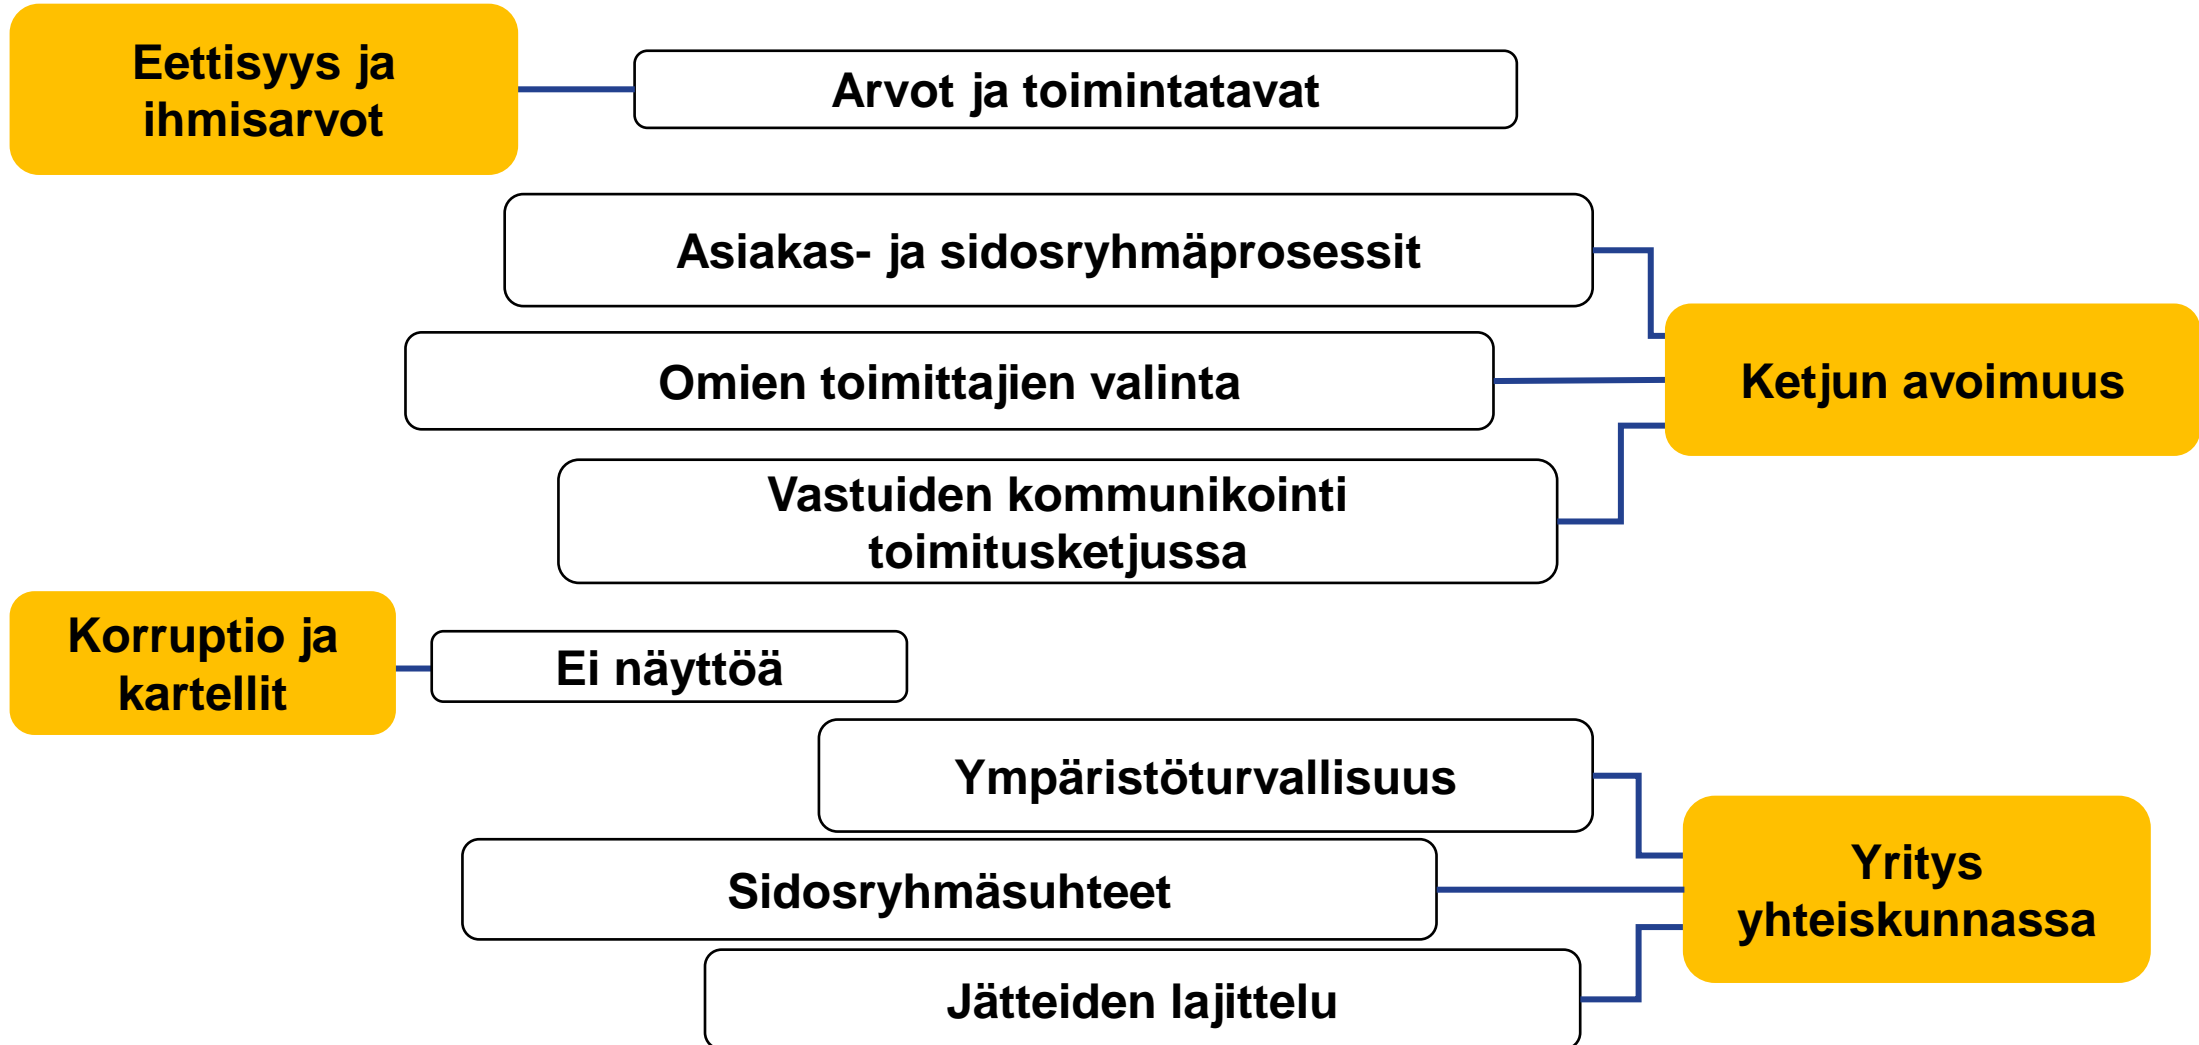 Eettisyys ja
ihmisarvot
Arvot ja toimintatavat
Asiakas- ja sidosryhmäprosessit
Omien toimittajien valinta
Ketjun avoimuus
Vastuiden kommunikointi
toimitusketjussa
Korruptio ja
kartellit
Ei näyttöä
Ympäristöturvallisuus
Sidosryhmäsuhteet
Yritys
yhteiskunnassa
Jätteiden lajittelu